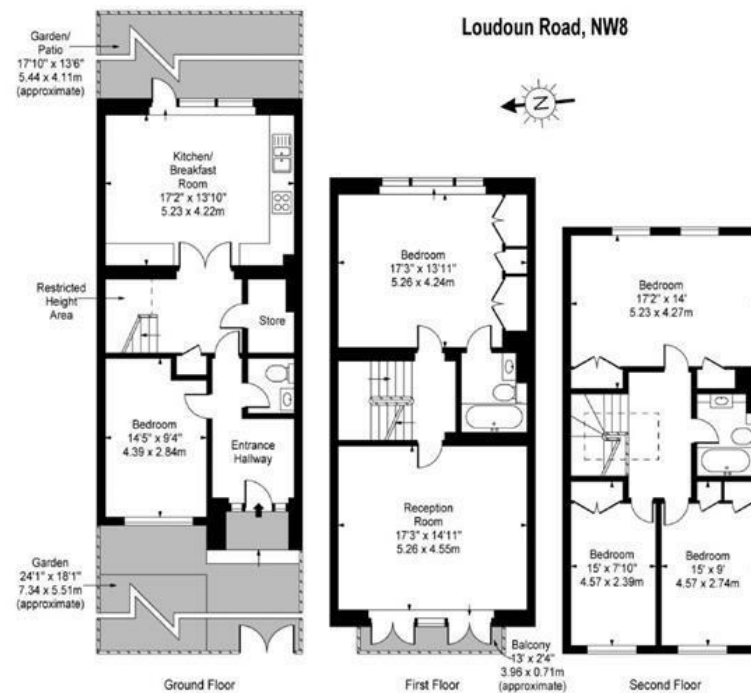 Loudoun Road, NW8
N
Garden/
Patio
17'10" x 13'6"
5.44 x 4.11m
(approximate)
Kitchen/
Breakfast
Room
17'2" x 13'10"
5.23 x 4.22m
Restricted
Height
Area
Store
Bedroom
14'5" x 9'4"
4.39 x 2.84m
Entrance
Hallway
Garden
24'1" x 18'1"
7.34 x 5.51m
(approximate)
Ground Floor
Bedroom
17'3" x 13'11"
5.26 x 4.24m
Reception
Room
17'3" x 14'11"
5.26 x 4.55m
Balcony
13' x 2'4"
3.96 x 0.71m
(approximate)
First Floor
Bedroom
17'2" x 14'
5.23 x 4.27m
Bedroom
15' x 7'10"
4.57 x 2.39m
Bedroom
15' x 9'
4.57 x 2.74m
Second Floor